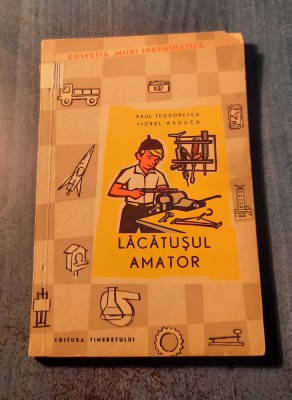 COLECȚIA „MÎINI ÎNDEMÎNATICE”
PAUL TEODORESCU
VIOREL RADUCU
LĂCĂTUȘUL
AMATOR
EDITURA TINERETULUI